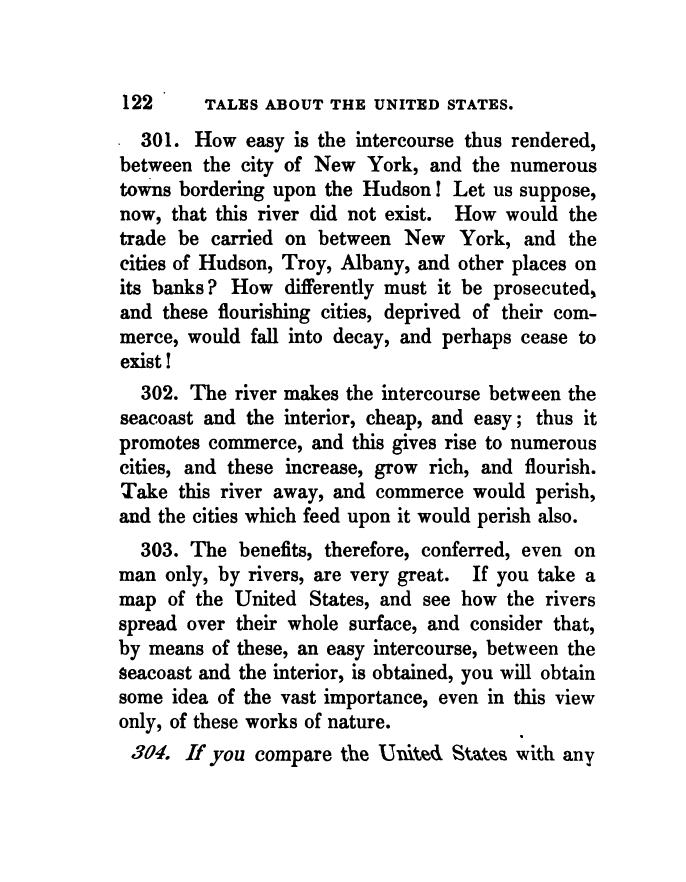 122 TALES ABOUT THE UNITED STATES.
301. How easy is the intercourse thus rendered,
between the city of New York, and the numerous
towns bordering upon the Hudson! Let us suppose,
now, that this river did not exist. How would the
trade be carried on between New York, and the
cities of Hudson, Troy, Albany, and other places on
its banks? How differently must it be prosecuted,
and these flourishing cities, deprived of their com-
merce, would fall into decay, and perhaps cease to
exist!
302. The river makes the intercourse between the
seacoast and the interior, cheap, and easy; thus it
promotes commerce, and this gives rise to numerous
cities, and these increase, grow rich, and flourish.
Take this river away, and commerce would perish,
and the cities which feed upon it would perish also.
303. The benefits, therefore, conferred, even on
man only, by rivers, are very great. If you take a
map of the United States, and see how the rivers
spread over their whole surface, and consider that,
by means of these, an easy intercourse, between the
seacoast and the interior, is obtained, you will obtain
some idea of the vast importance, even in this view
only, of these works of nature.
304. If you compare the United States with any